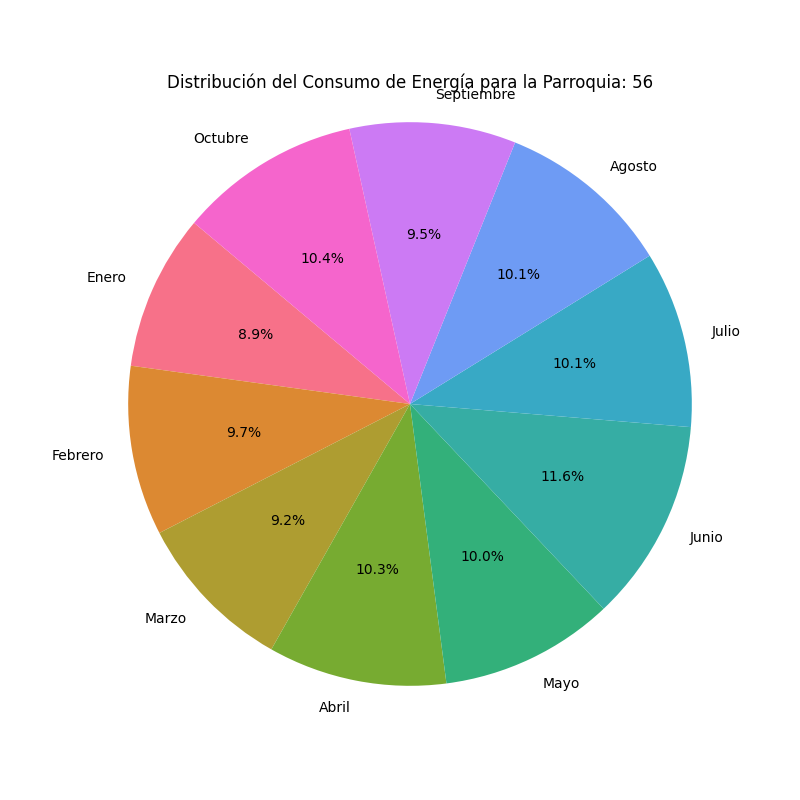 Distribución del Consumo de Energía para la Parroquia: 56
Septiembre
Octubre
Agosto
9.5%
10.4%
10.1%
Enero
Julio
8.9%
10.1%
Febrero
9.7%
11.6%
Junio
9.2%
10.3%
10.0%
Marzo
Mayo
Abril